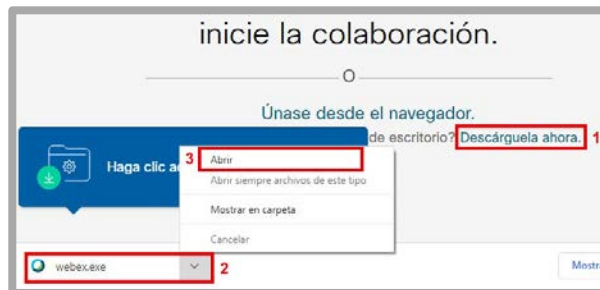 inicie la colaboración.
O
Únase desde el navegador.
de escritorio? Descárguela ahora. 1
Haga clic
3 Abrir
Abrir siempre archivos de este tipo
Mostrar en carpeta
Cancelar
webex.exe 2